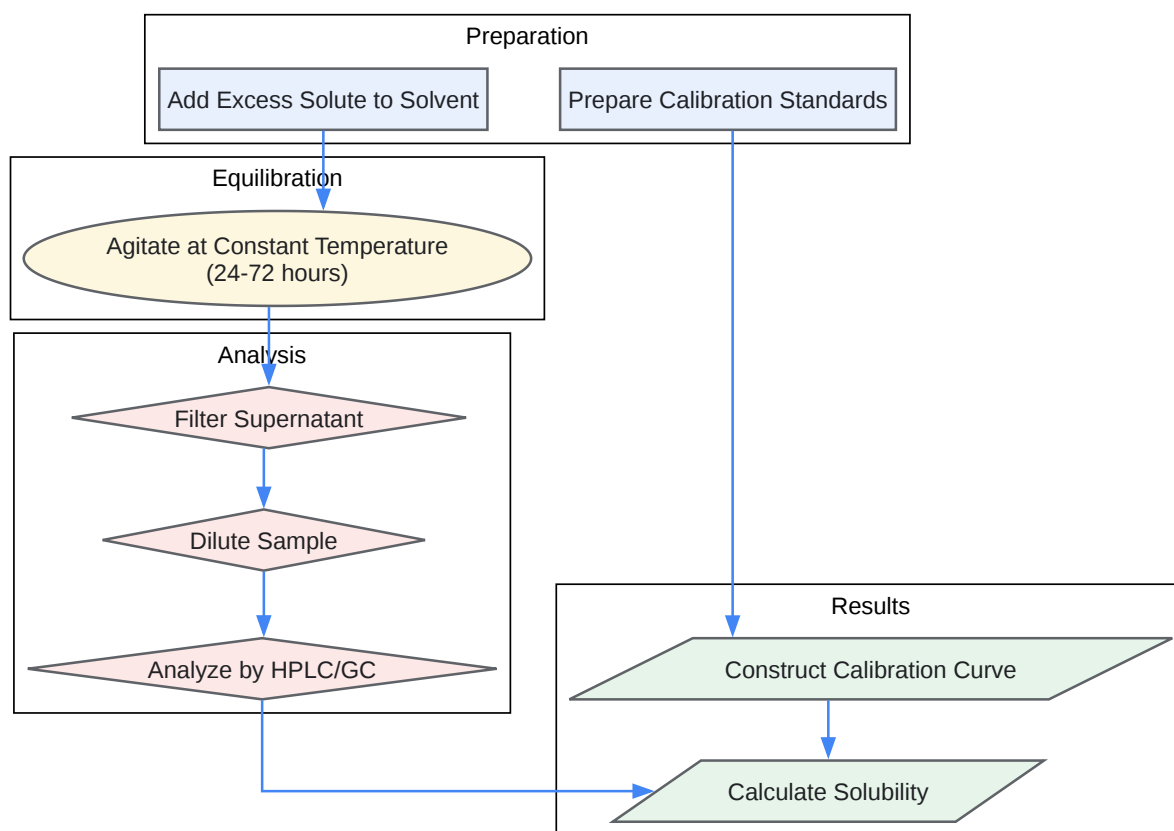 Preparation
Add Excess Solute to Solvent
Prepare Calibration Standards
Equilibration
Agitate at Constant Temperature
(24-72 hours)
Analysis
Filter Supernatant
Dilute Sample
Analyze by HPLC/GC
Results
Construct Calibration Curve
Calculate Solubility